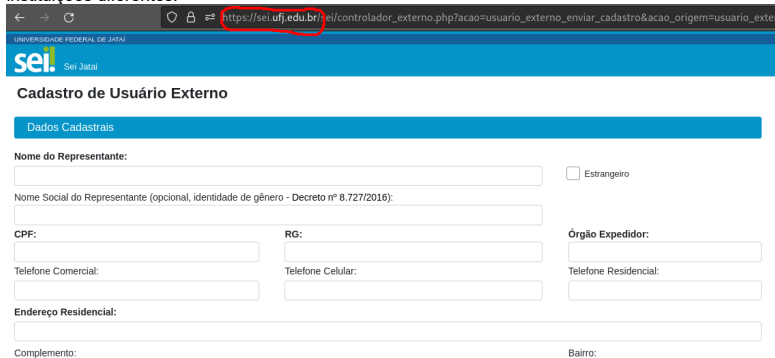 instituições diferentes.
https://sei.ufj.edu.br/sei/controlador_externo.php?acao=usuario_externo_enviar_cadastro&acao_origem=usuario_exte
UNIVERSIDADE FEDERAL DE JATAÍ
sei! Sei Jatai
Cadastro de Usuário Externo
Dados Cadastrais
Nome do Representante:
Estrangeiro
Nome Social do Representante (opcional, identidade de gênero - Decreto nº 8.727/2016):
CPF: RG: Órgão Expedidor:
Telefone Comercial: Telefone Celular: Telefone Residencial:
Endereço Residencial:
Complemento: Bairro: